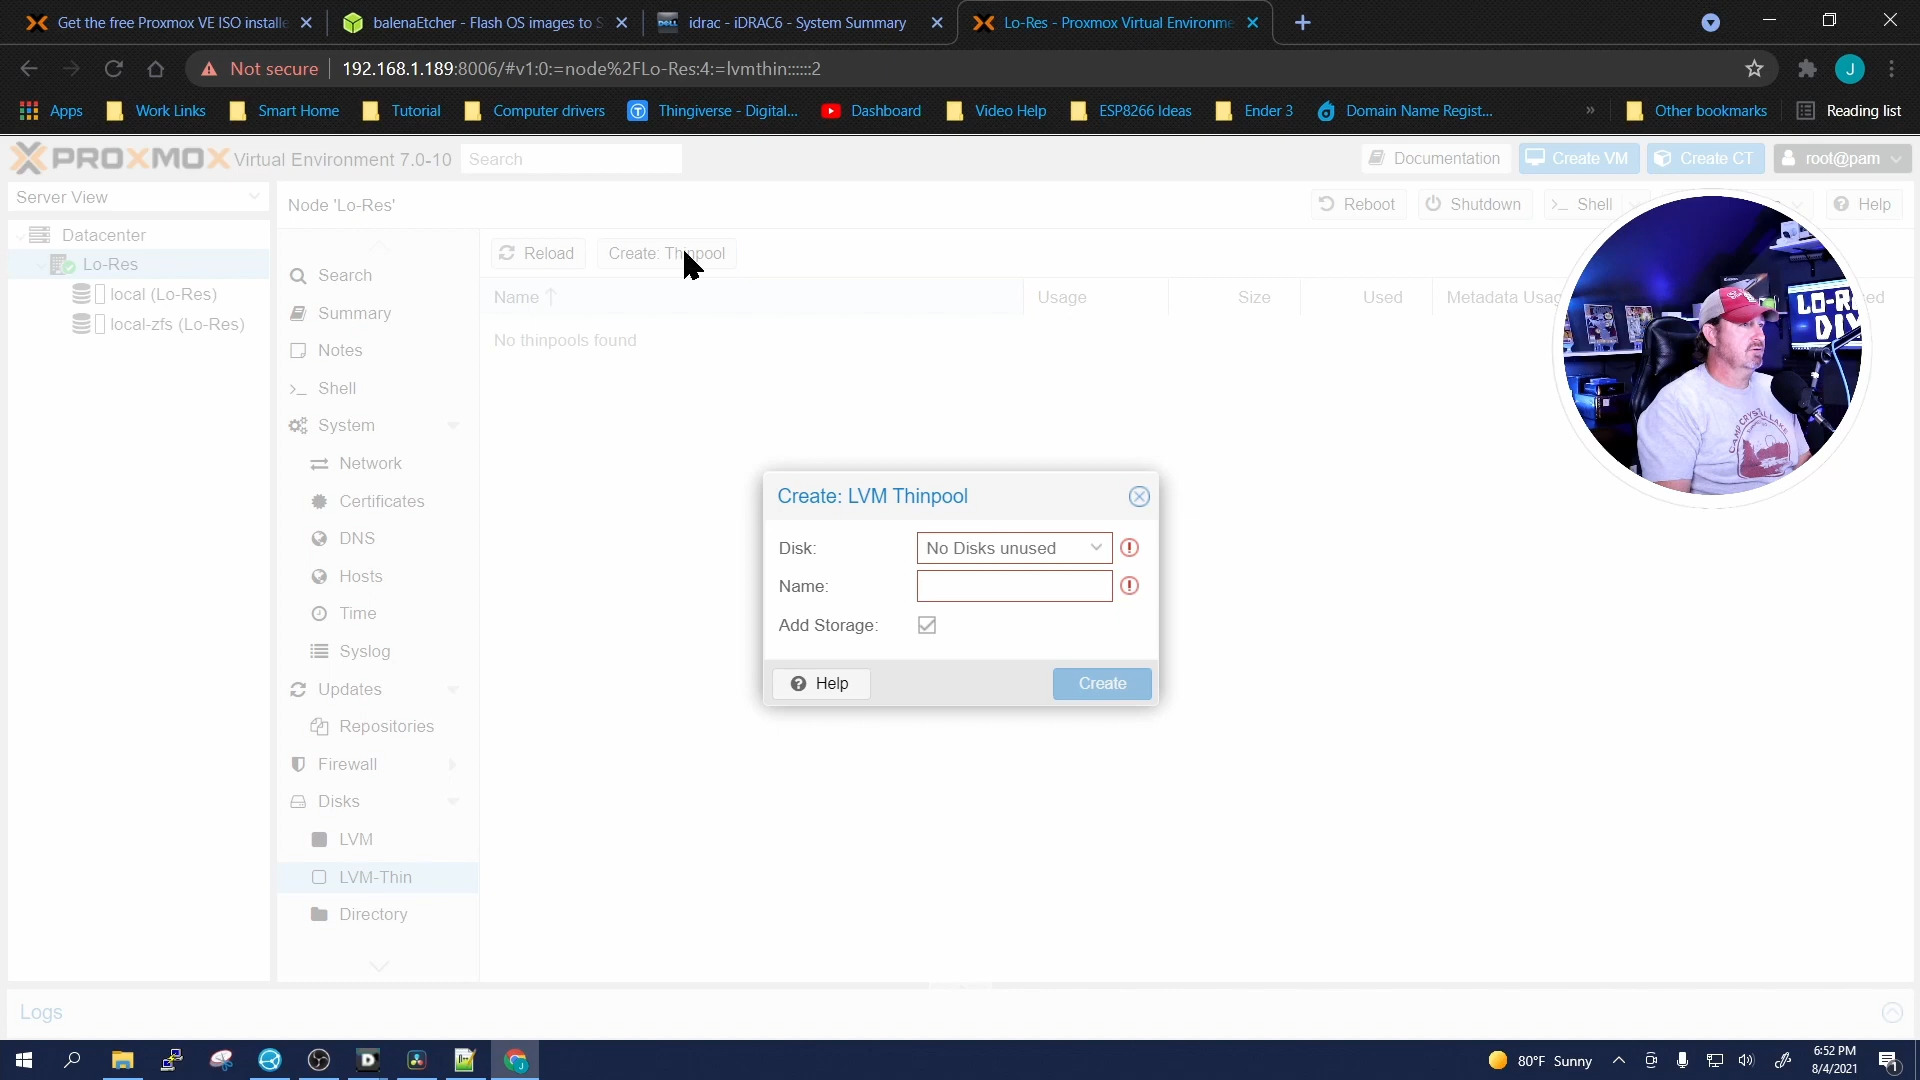 Get the free Proxmox VE ISO installe
balenaEtcher - Flash OS images to S
idrac - iDRAC6 - System Summary
Lo-Res - Proxmox Virtual Environme
Not secure
192.168.1.189:8006/#v1:0:=node%2FLo-Res:4:=lvmthin::::::2
J
Apps
Work Links
Smart Home
Tutorial
Computer drivers
Thingiverse - Digital...
Dashboard
Video Help
ESP8266 Ideas
Ender 3
Domain Name Regist...
»
Other bookmarks
Reading list
PROXMOX Virtual Environment 7.0-10
Search
Documentation
Create VM
Create CT
root@pam
Server View
Node 'Lo-Res'
Reboot
Shutdown
Shell
Help
Datacenter
Lo-Res
local (Lo-Res)
local-zfs (Lo-Res)
Search
Summary
Notes
Shell
System
Network
Certificates
DNS
Hosts
Time
Syslog
Updates
Repositories
Firewall
Disks
LVM
LVM-Thin
Directory
Reload
Create: Thinpool
Name
Usage
Size
Used
Metadata Usag
ed
No thinpools found
LO-R
DIY
CAMP CRYSTAL LAKE
Create: LVM Thinpool
Disk:
No Disks unused
Name:
Add Storage:
Help
Create
Logs
80°F Sunny
6:52 PM
8/4/2021
1